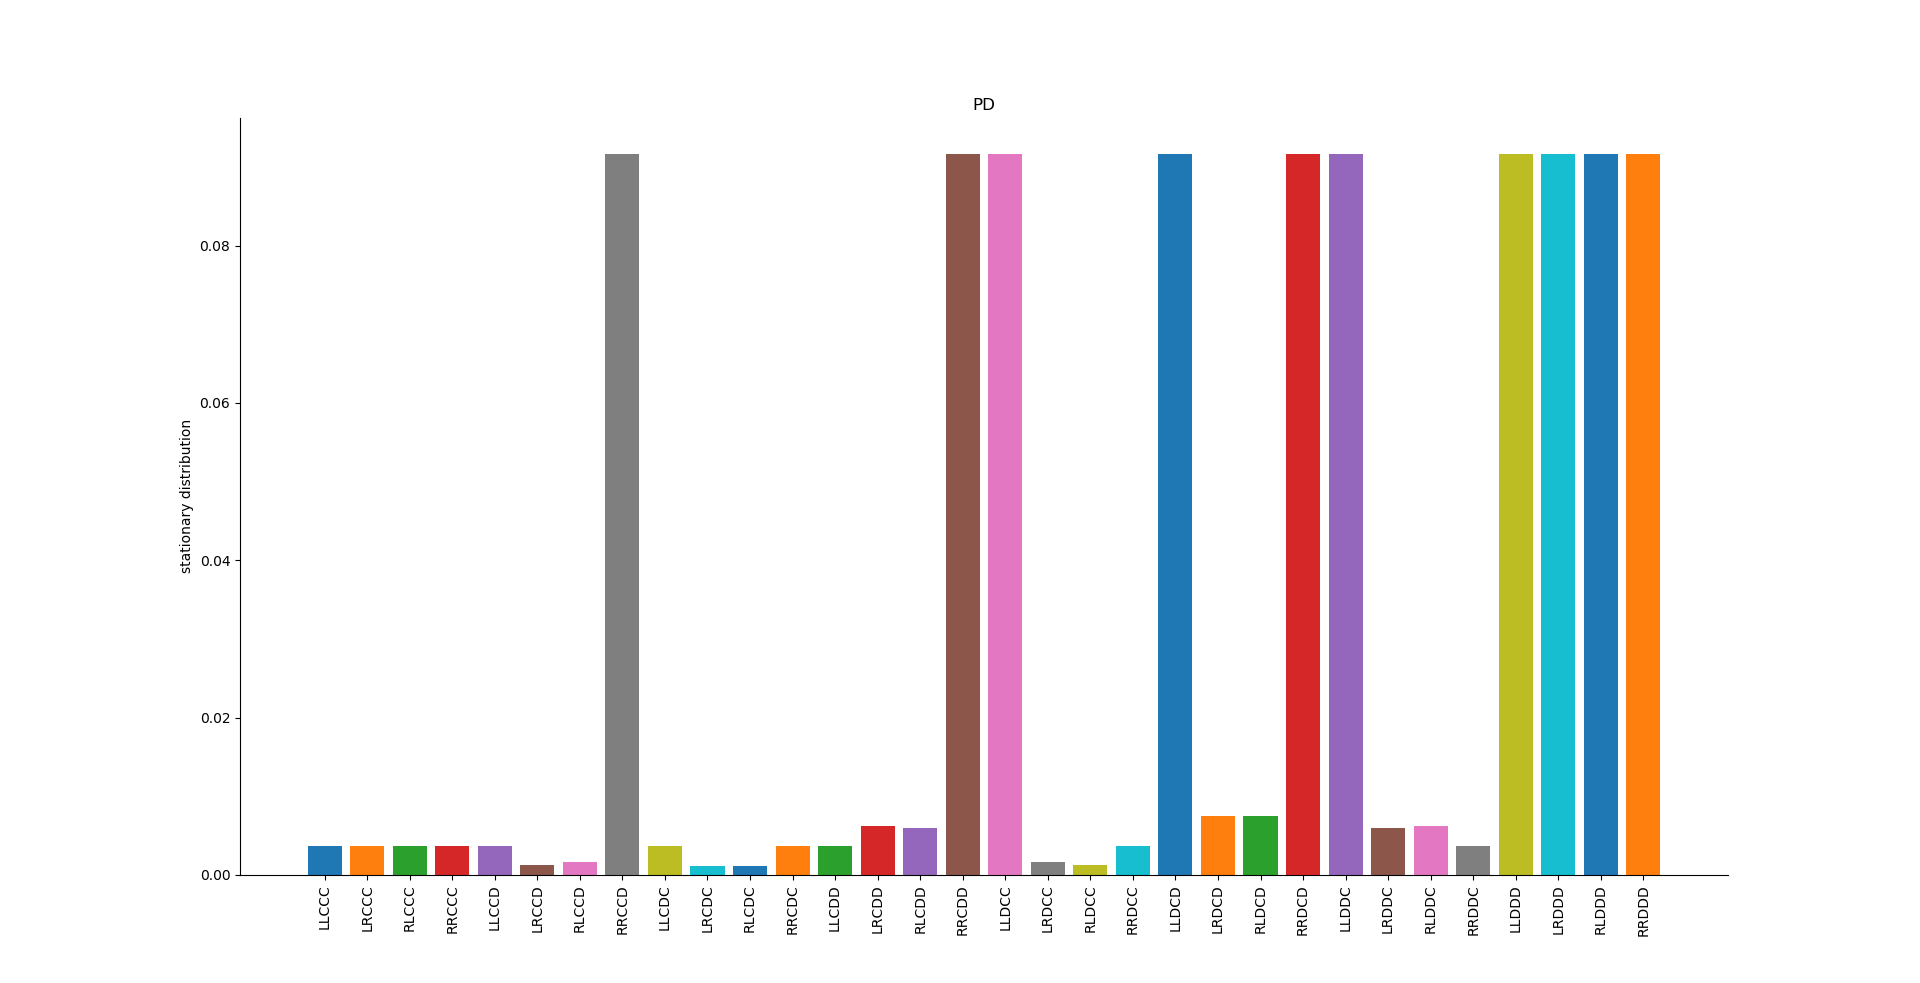 PD
stationary distribution
0.08
0.06
0.04
0.02
0.00
LLCCC
LRCCC
RLCCC
RRCCC
LLCCD
LRCCD
RLCCD
RRCCD
LLCDC
LRCDC
RLCDC
RRCDC
LLCDD
LRCDD
RLCDD
RRCDD
LLDCC
LRDCC
RLDCC
RRDCC
LLDCD
LRDCD
RLDCD
RRDCD
LLDDC
LRDDC
RLDDC
RRDDC
LLDDD
LRDDD
RLDDD
RRDDD